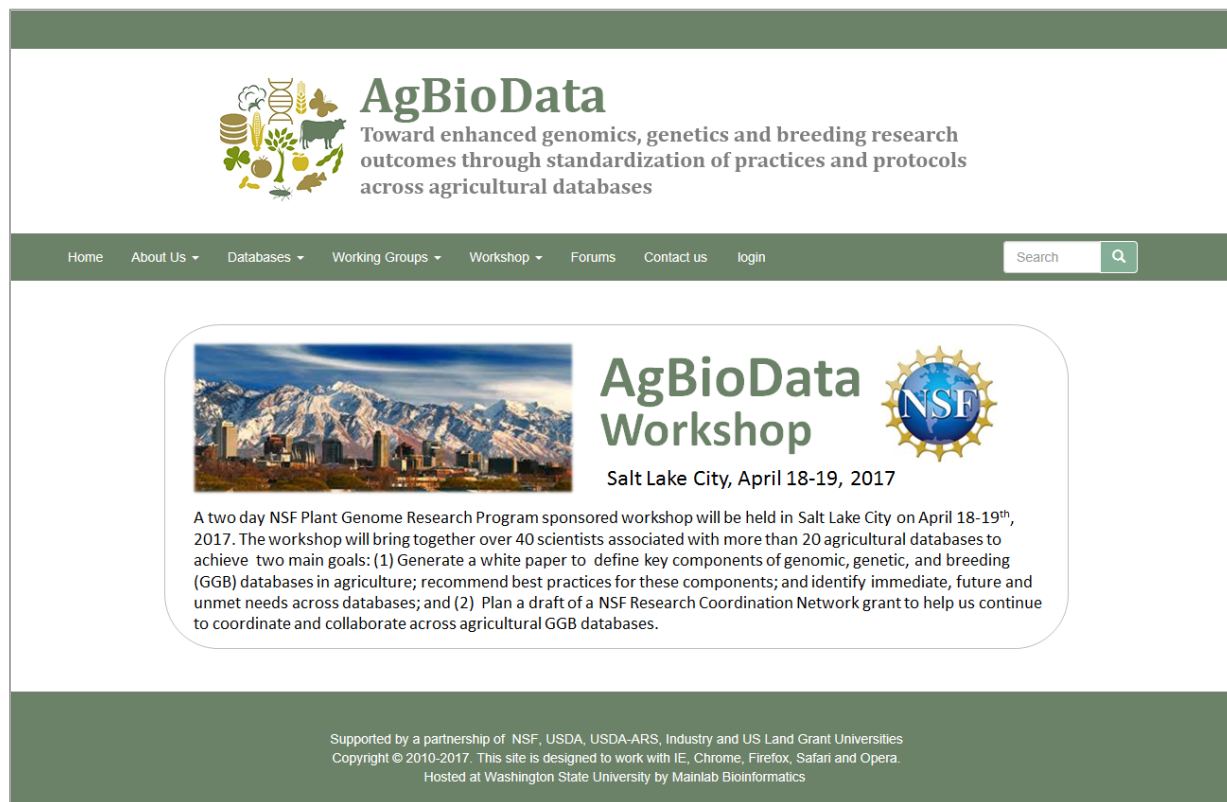 AgBioData
Toward enhanced genomics, genetics and breeding research
outcomes through standardization of practices and protocols
across agricultural databases
Home About Us Databases Working Groups Workshop Forums Contact us login Search
AgBioData
Workshop
NSF
Salt Lake City, April 18-19, 2017
A two day NSF Plant Genome Research Program sponsored workshop will be held in Salt Lake City on April 18-19th,
2017. The workshop will bring together over 40 scientists associated with more than 20 agricultural databases to
achieve two main goals: (1) Generate a white paper to define key components of genomic, genetic, and breeding
(GGB) databases in agriculture; recommend best practices for these components; and identify immediate, future and
unmet needs across databases; and (2) Plan a draft of a NSF Research Coordination Network grant to help us continue
to coordinate and collaborate across agricultural GGB databases.
Supported by a partnership of NSF, USDA, USDA-ARS, Industry and US Land Grant Universities
Copyright © 2010-2017. This site is designed to work with IE, Chrome, Firefox, Safari and Opera.
Hosted at Washington State University by Mainlab Bioinformatics